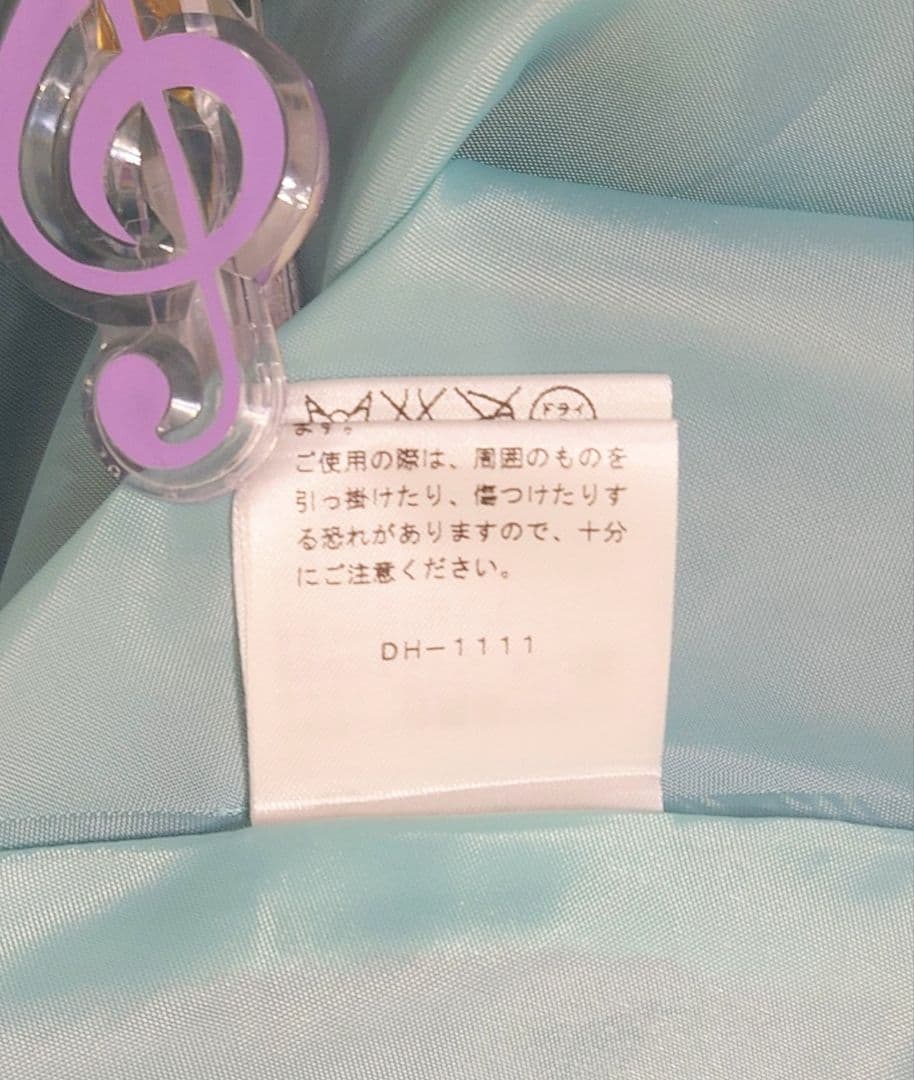 ドライ
ます。
ご使用の際は、周囲のものを
引っ掛けたり、傷つけたりす
る恐れがありますので、十分
にご注意ください。
DH－1111